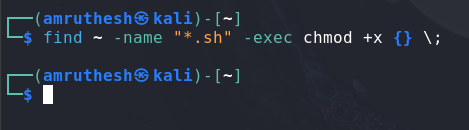 ┌──(amruthesh㉿kali)-[~]
└─$ find ~ -name "*.sh" -exec chmod +x {} \;
┌──(amruthesh㉿kali)-[~]
└─$